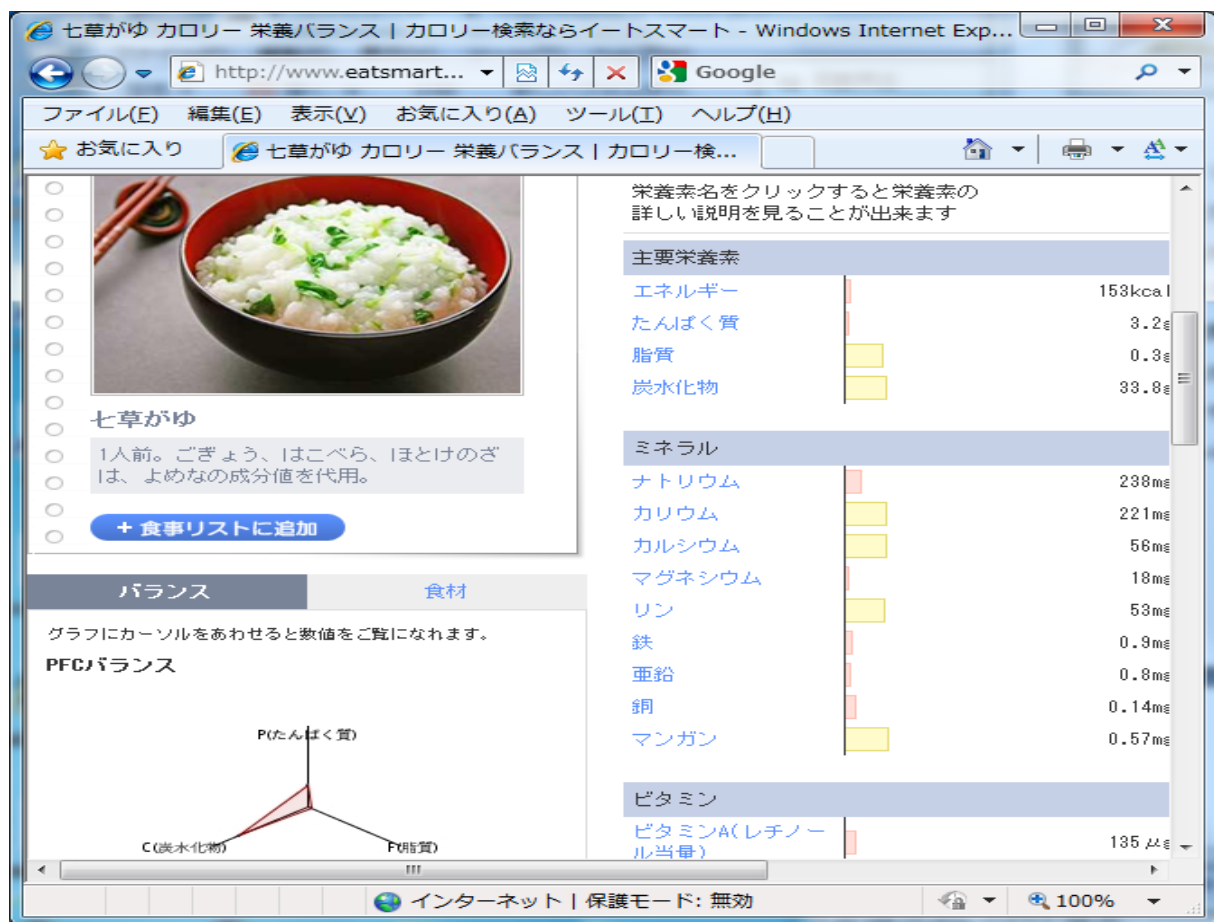 七草がゆ カロリー 栄養バランス | カロリー検索ならイートスマート - Windows Internet Exp...
http://www.eatsmart...
Google
ファイル(F) 編集(E) 表示(V) お気に入り(A) ツール(T) ヘルプ(H)
お気に入り
七草がゆ カロリー 栄養バランス | カロリー検...
七草がゆ
1人前。ごぎょう、はこべら、ほとけのざ
は、よめなの成分値を代用。
+ 食事リストに追加
バランス 食材
グラフにカーソルをあわせると数値をご覧になれます。
PFCバランス
P(たんぱく質)
C(炭水化物) F(脂質)
栄養素名をクリックすると栄養素の
詳しい説明を見ることが出来ます
主要栄養素
エネルギー 153kcal
たんぱく質 3.2g
脂質 0.3g
炭水化物 33.8g
ミネラル
ナトリウム 238mg
カリウム 221mg
カルシウム 56mg
マグネシウム 18mg
リン 53mg
鉄 0.9mg
亜鉛 0.8mg
銅 0.14mg
マンガン 0.57mg
ビタミン
ビタミンA(レチノー
ル当量) 135μg
インターネット | 保護モード: 無効
100%